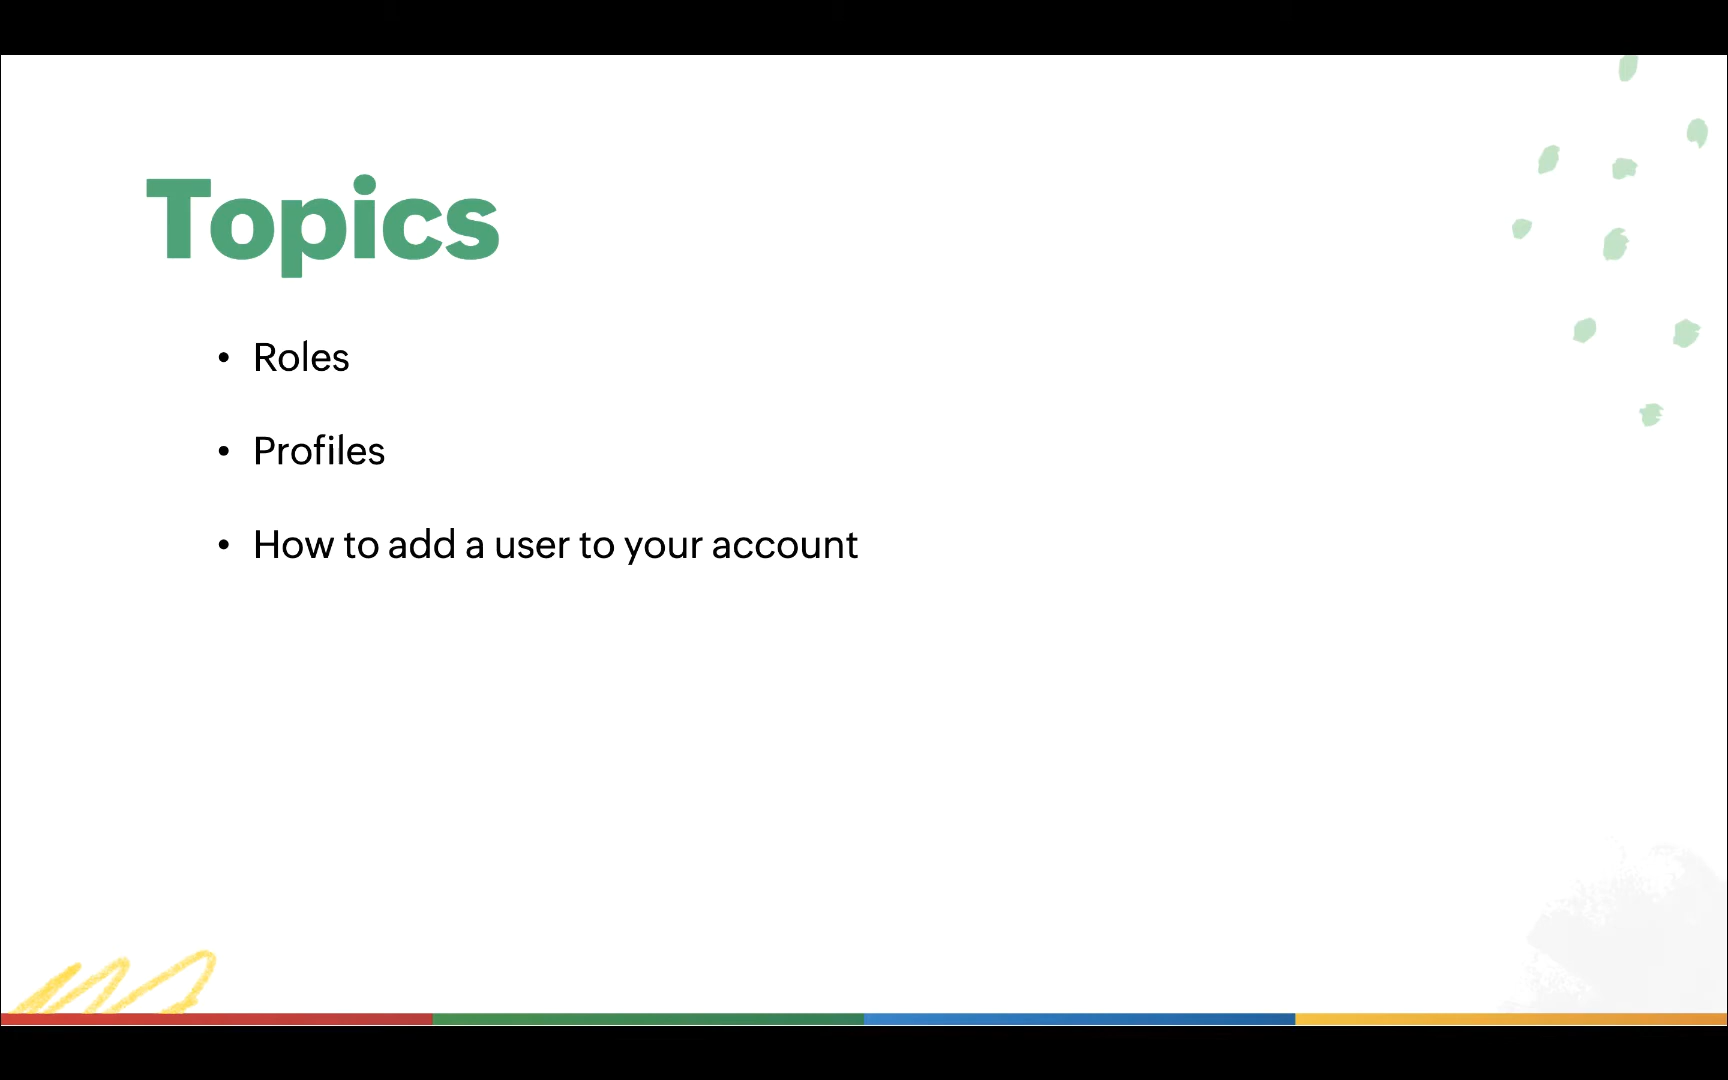 Topics
• Roles
• Profiles
• How to add a user to your account